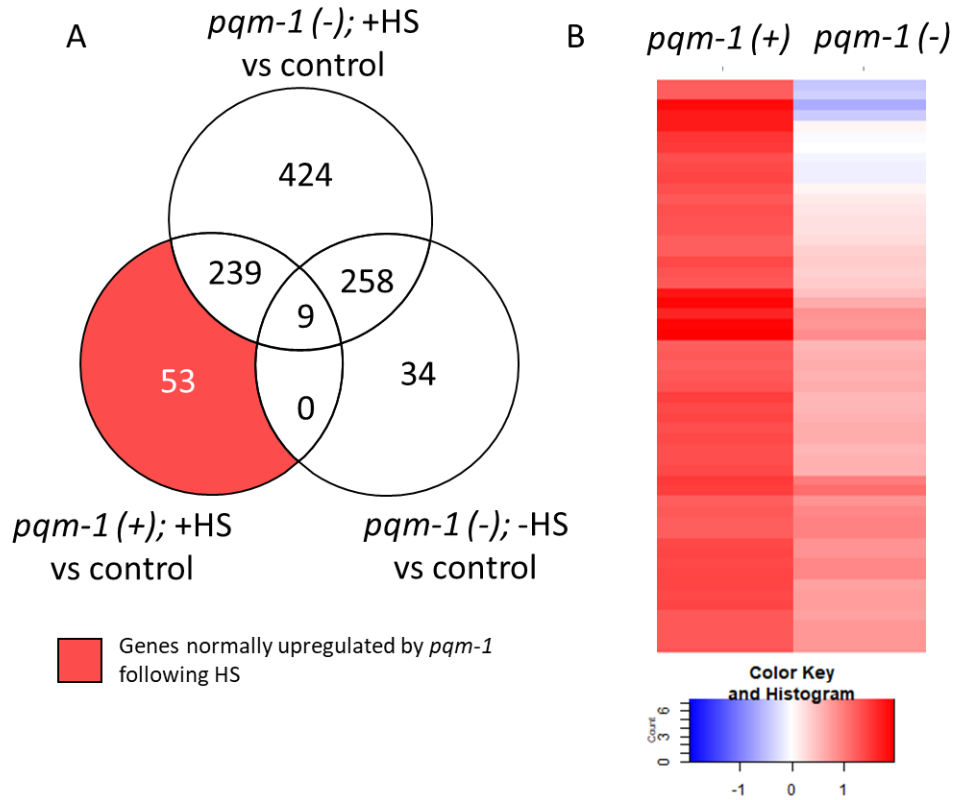 A
pqm-1 (-); +HS
vs control
424
239
258
9
53
34
0
pqm-1 (+); +HS
vs control
pqm-1 (-); -HS
vs control
Genes normally upregulated by pqm-1
following HS
B
pqm-1 (+) pqm-1 (-)
Color Key
and Histogram
Count
0 3 6
-1 0 1